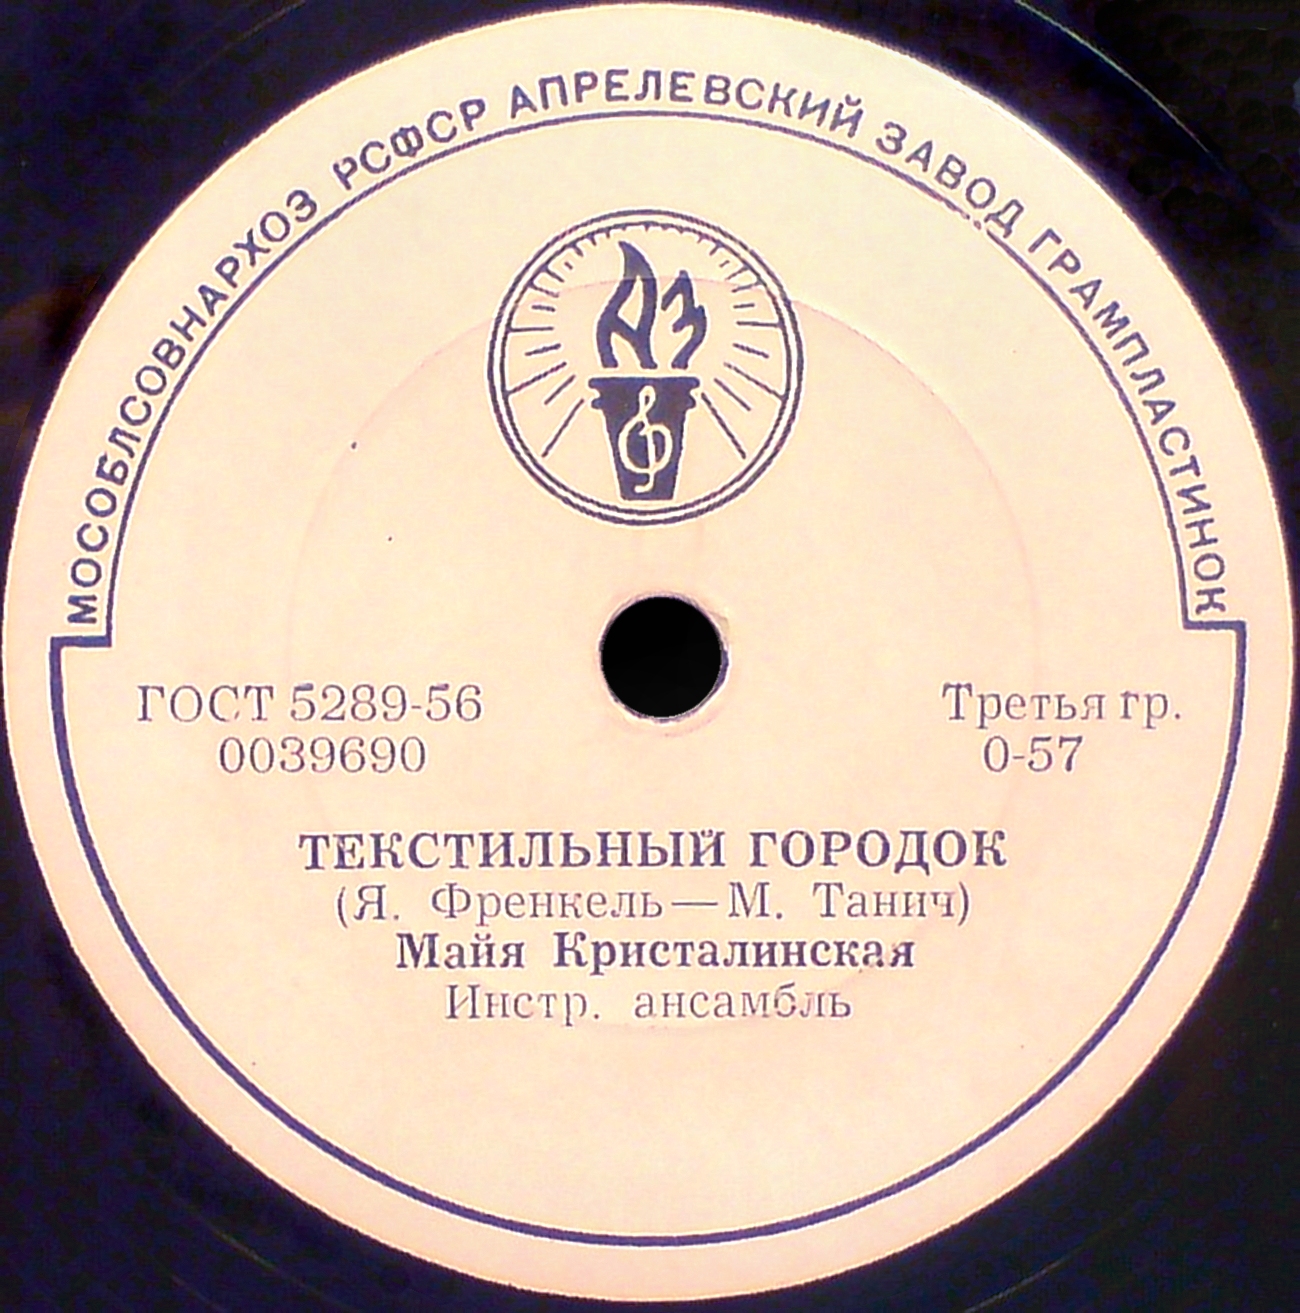 МОСОБЛСОВНАРХОЗ РСФСР АПРЕЛЕВСКИЙ ЗАВОД ГРАМПЛАСТИНОК
АЗ
ГОСТ 5289-56
0039690
Третья гр.
0-57
ТЕКСТИЛЬНЫЙ ГОРОДОК
(Я. Френкель — М. Танич)
Майя Кристалинская
Инстр. ансамбль